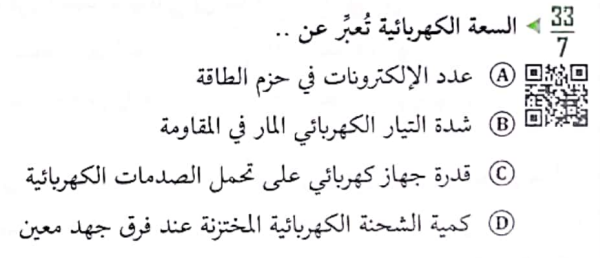 33/7 ◄ السعة الكهربائية تُعبِّر عن ..
Ⓐ عدد الإلكترونات في حزم الطاقة
Ⓑ شدة التيار الكهربائي المار في المقاومة
Ⓒ قدرة جهاز كهربائي على تحمل الصدمات الكهربائية
Ⓓ كمية الشحنة الكهربائية المختزنة عند فرق جهد معين